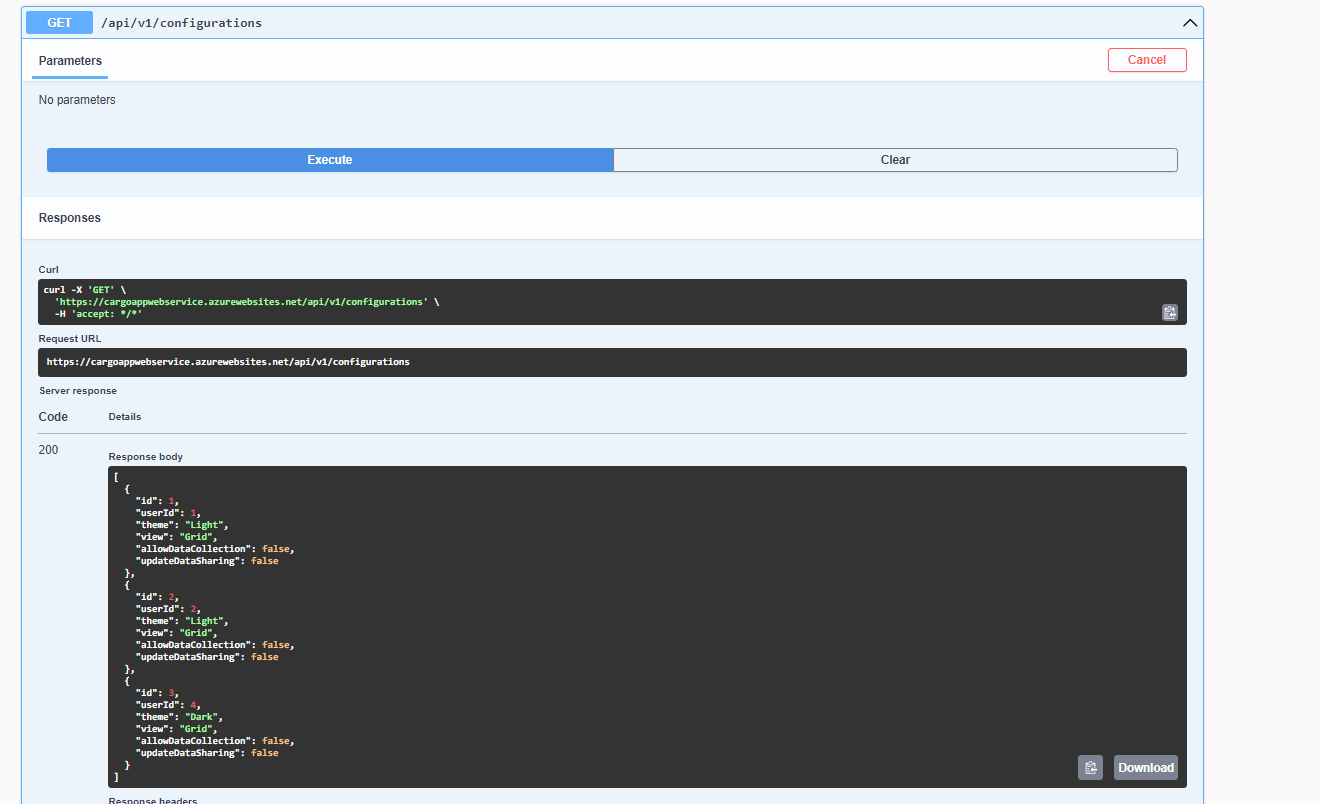 GET /api/v1/configurations
Parameters
Cancel
No parameters
Execute
Clear
Responses
Curl
curl -X 'GET' \
  'https://cargoappwebservice.azurewebsites.net/api/v1/configurations' \
  -H 'accept: */*'
Request URL
https://cargoappwebservice.azurewebsites.net/api/v1/configurations
Server response
Code Details
200
Response body
[
  {
    "id": 1,
    "userId": 1,
    "theme": "Light",
    "view": "Grid",
    "allowDataCollection": false,
    "updateDataSharing": false
  },
  {
    "id": 2,
    "userId": 2,
    "theme": "Light",
    "view": "Grid",
    "allowDataCollection": false,
    "updateDataSharing": false
  },
  {
    "id": 3,
    "userId": 4,
    "theme": "Dark",
    "view": "Grid",
    "allowDataCollection": false,
    "updateDataSharing": false
  }
]
Download
Response headers